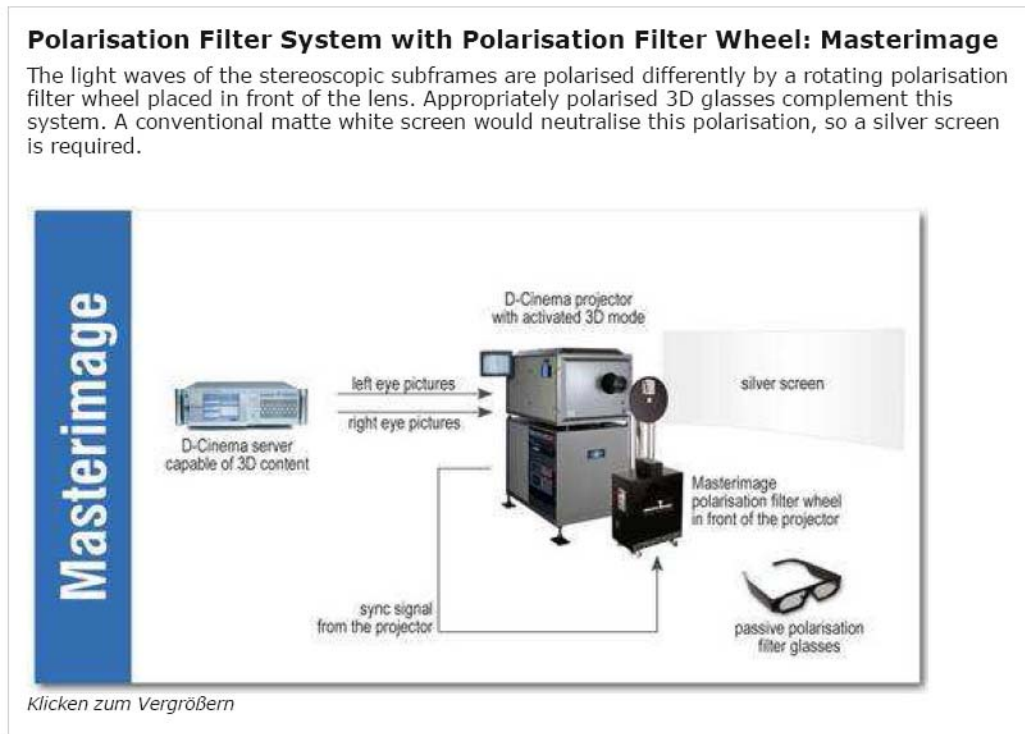 Polarisation Filter System with Polarisation Filter Wheel: Masterimage
The light waves of the stereoscopic subframes are polarised differently by a rotating polarisation
filter wheel placed in front of the lens. Appropriately polarised 3D glasses complement this
system. A conventional matte white screen would neutralise this polarisation, so a silver screen
is required.
Masterimage
D-Cinema projector
with activated 3D mode
left eye pictures
right eye pictures
silver screen
D-Cinema server
capable of 3D content
Masterimage
polarisation filter wheel
in front of the projector
sync signal
from the projector
passive polarisation
filter glasses
Klicken zum Vergrößern